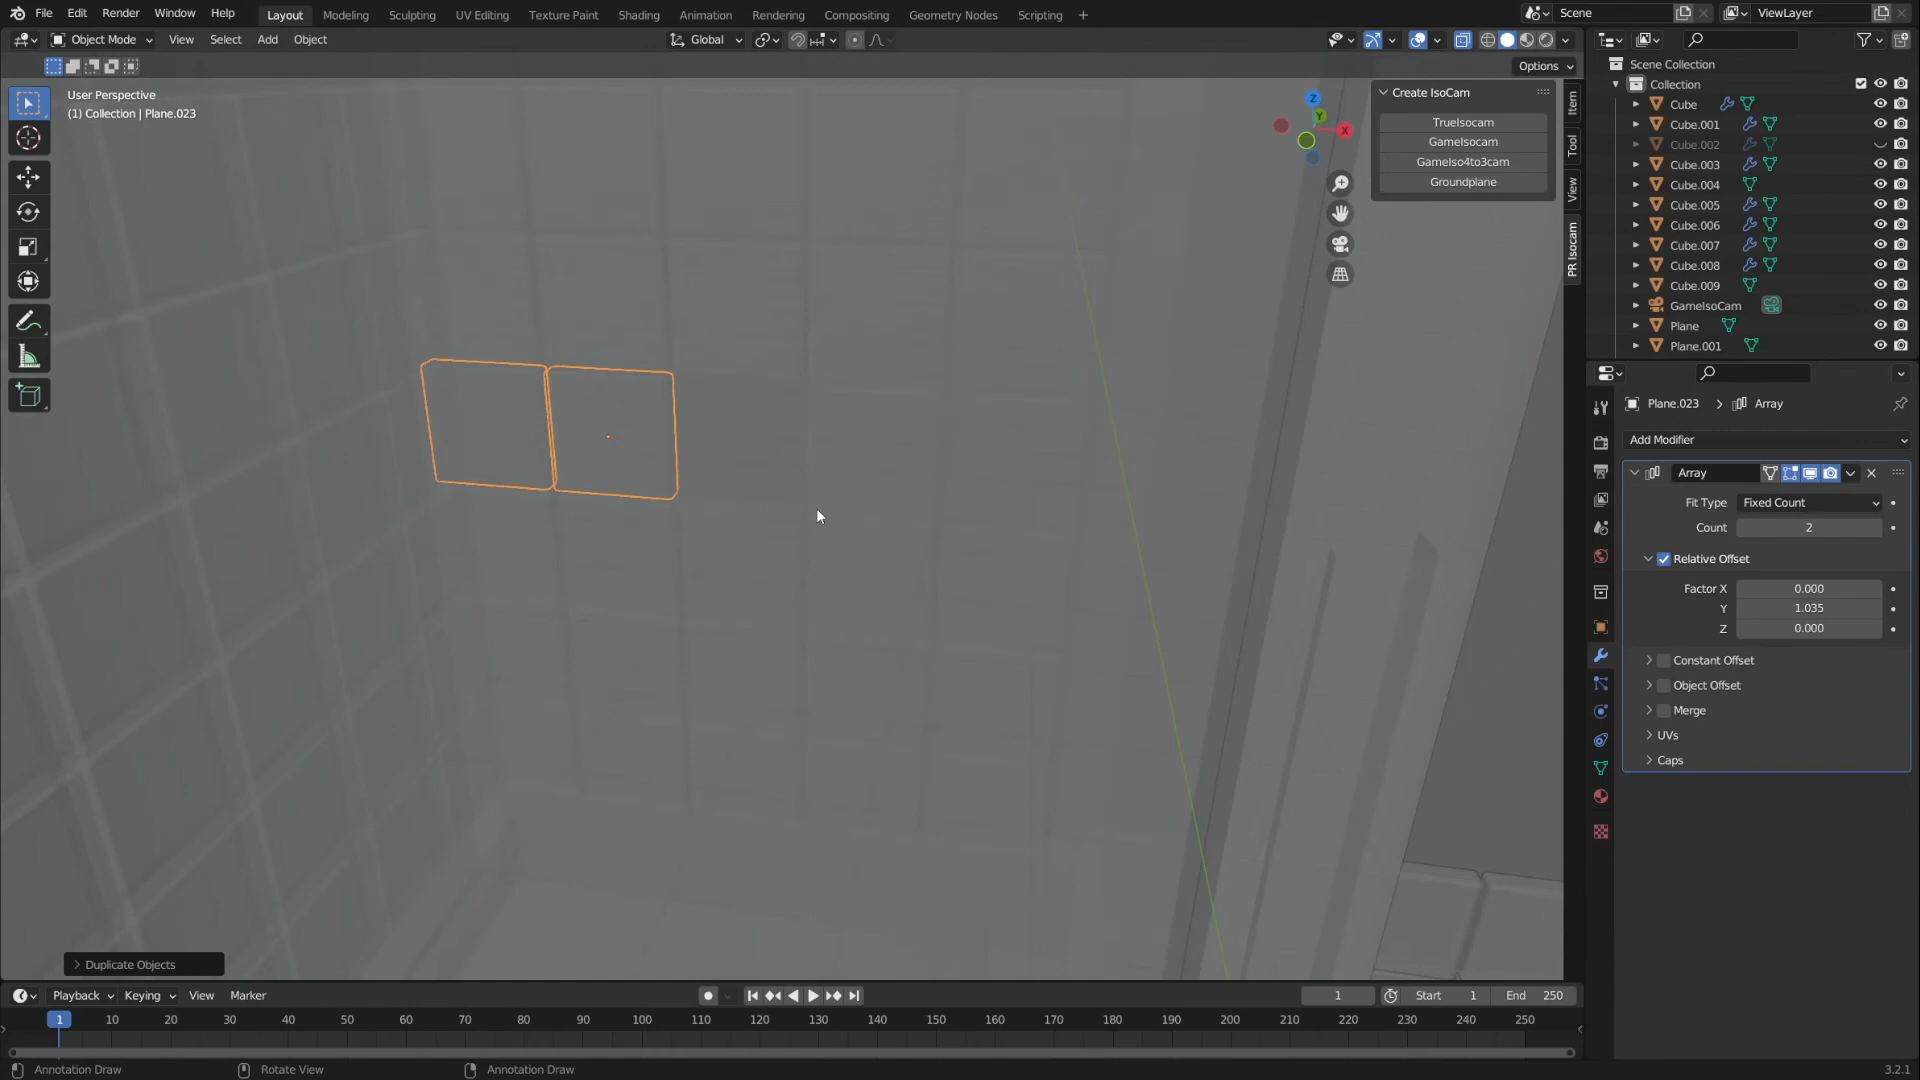 File Edit Render Window Help Layout Modeling Sculpting UV Editing Texture Paint Shading Animation Rendering Compositing Geometry Nodes Scripting Scene ViewLayer
Object Mode View Select Add Object Global
Options
User Perspective
(1) Collection | Plane.023
Z
Y
X
Create IsoCam
TrueIsocam
GameIsocam
GameIso4to3cam
Groundplane
Item
Tool
View
PR Isocam
Scene Collection
Collection
Cube
Cube.001
Cube.002
Cube.003
Cube.004
Cube.005
Cube.006
Cube.007
Cube.008
Cube.009
GameIsoCam
Plane
Plane.001
Plane.023 Array
Add Modifier
Array
Fit Type Fixed Count
Count 2
Relative Offset
Factor X 0.000
Y 1.035
Z 0.000
Constant Offset
Object Offset
Merge
UVs
Caps
Duplicate Objects
Playback Keying View Marker 1 Start 1 End 250
1 10 20 30 40 50 60 70 80 90 100 110 120 130 140 150 160 170 180 190 200 210 220 230 240 250
Annotation Draw Rotate View Annotation Draw 3.2.1